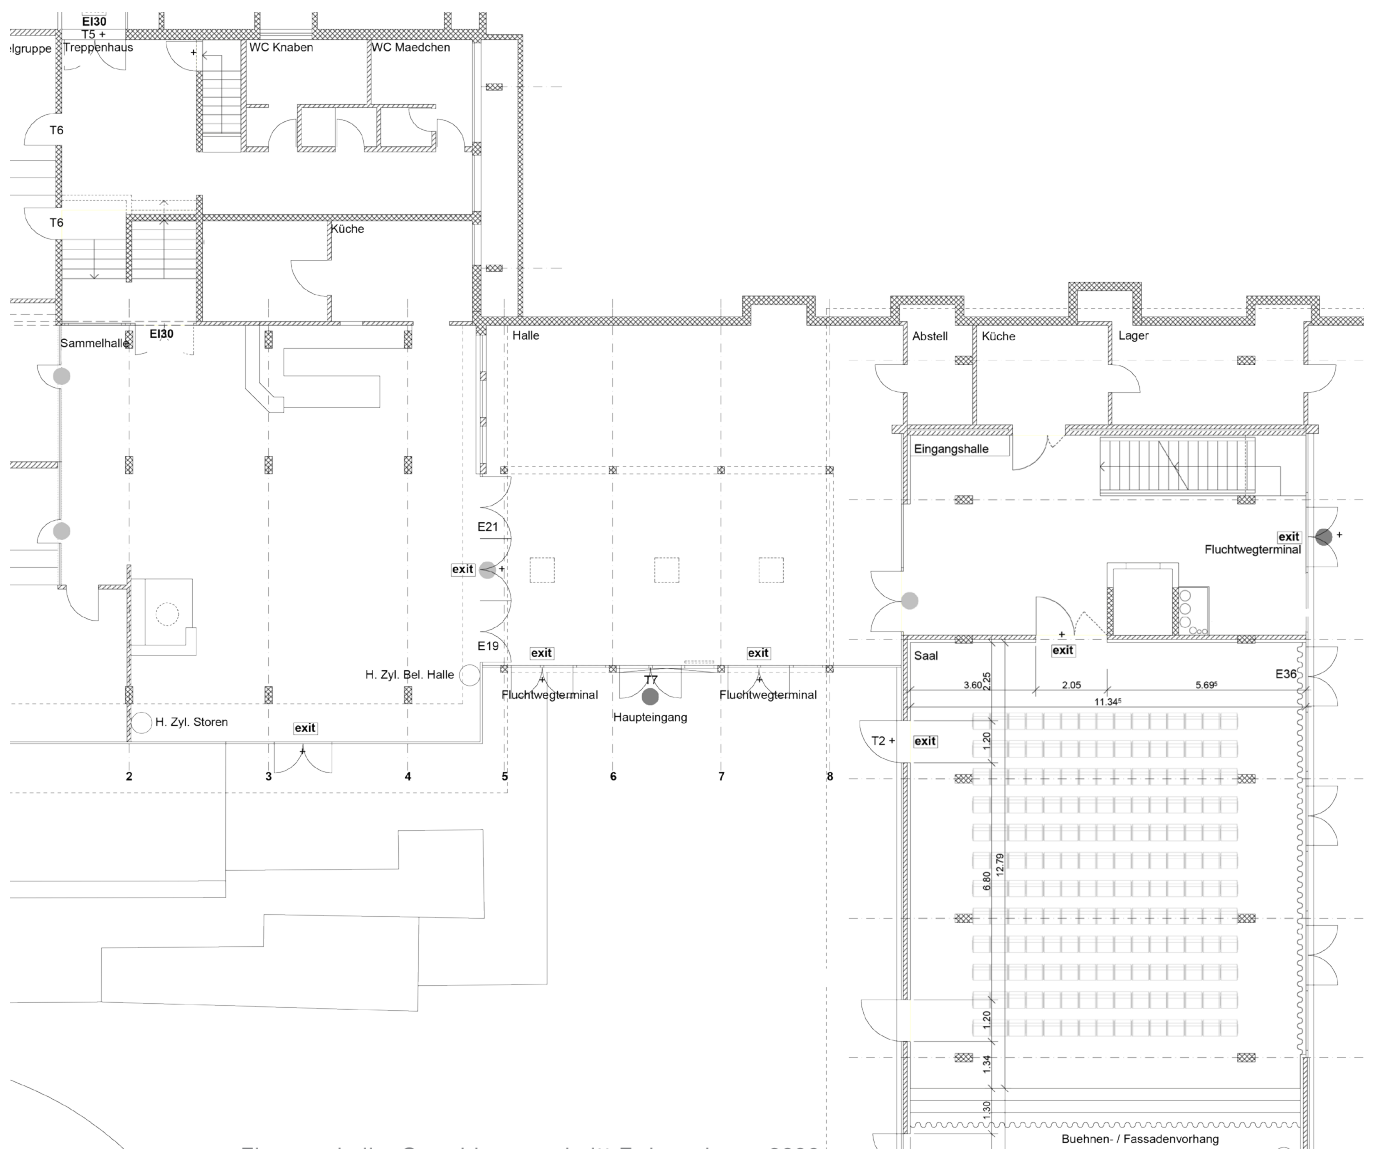 EI30
T5 +
elgruppe
Treppenhaus
+
WC Knaben
WC Maedchen
T6
T6
Küche
EI30
Sammelhalle
Halle
Abstell
Küche
Lager
Eingangshalle
E21
exit
+
exit
+
Fluchtwegterminal
E19
exit
exit
+
exit
H. Zyl. Bel. Halle
Saal
E36
+
T7
+
Fluchtwegterminal
Fluchtwegterminal
3.60
2.25
2.05
5.69⁵
11.34⁵
Haupteingang
H. Zyl. Storen
exit
+
T2 +
exit
1.20
2
3
4
5
6
7
8
12.79
6.80
1.20
1.34
1.30
Buehnen- / Fassadenvorhang